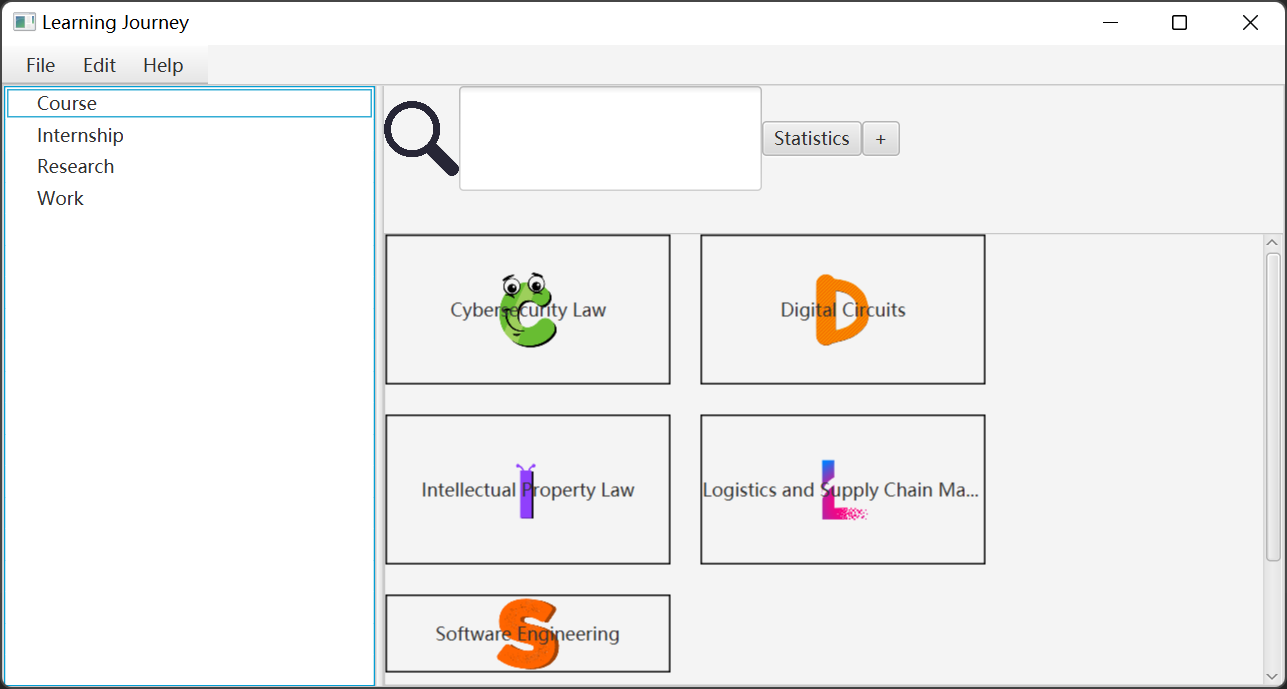 Learning Journey
File Edit Help
Course
Internship
Research
Work
Statistics +
Cybersecurity Law
C
Digital Circuits
D
Intellectual Property Law
I
Logistics and Supply Chain Ma...
L
Software Engineering
S